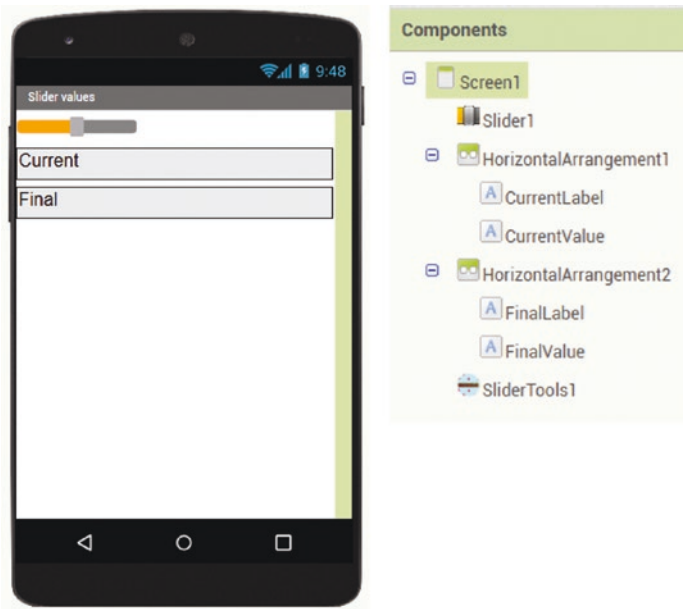 9:48
Slider values
Current
Final
Components
Screen1
Slider1
HorizontalArrangement1
A CurrentLabel
A CurrentValue
HorizontalArrangement2
A FinalLabel
A FinalValue
SliderTools1